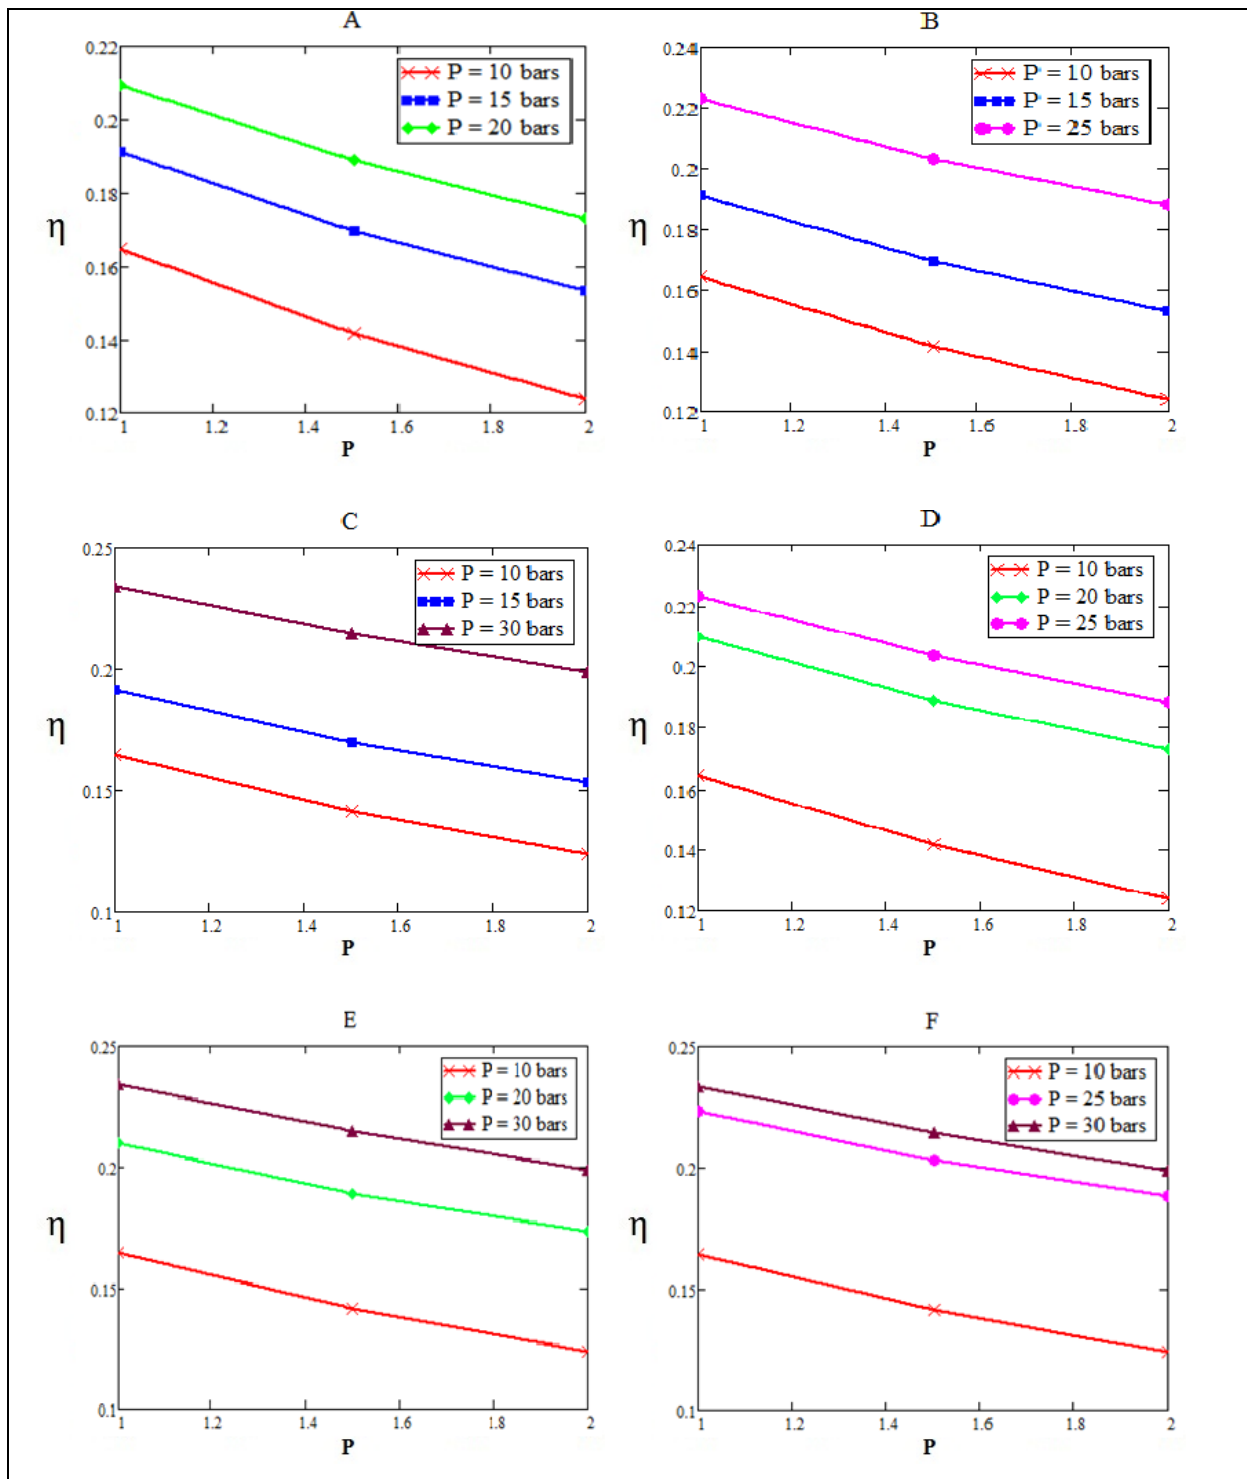 A
0.22
0.2
0.18
0.16
0.14
0.12
η
P = 10 bars
P = 15 bars
P = 20 bars
1 1.2 1.4 1.6 1.8 2
P
B
0.24
0.22
0.2
0.18
0.16
0.14
0.12
η
P = 10 bars
P = 15 bars
P = 25 bars
1 1.2 1.4 1.6 1.8 2
P
C
0.25
0.2
0.15
0.1
η
P = 10 bars
P = 15 bars
P = 30 bars
1 1.2 1.4 1.6 1.8 2
P
D
0.24
0.22
0.2
0.18
0.16
0.14
0.12
η
P = 10 bars
P = 20 bars
P = 25 bars
1 1.2 1.4 1.6 1.8 2
P
E
0.25
0.2
0.15
0.1
η
P = 10 bars
P = 20 bars
P = 30 bars
1 1.2 1.4 1.6 1.8 2
P
F
0.25
0.2
0.15
0.1
η
P = 10 bars
P = 25 bars
P = 30 bars
1 1.2 1.4 1.6 1.8 2
P